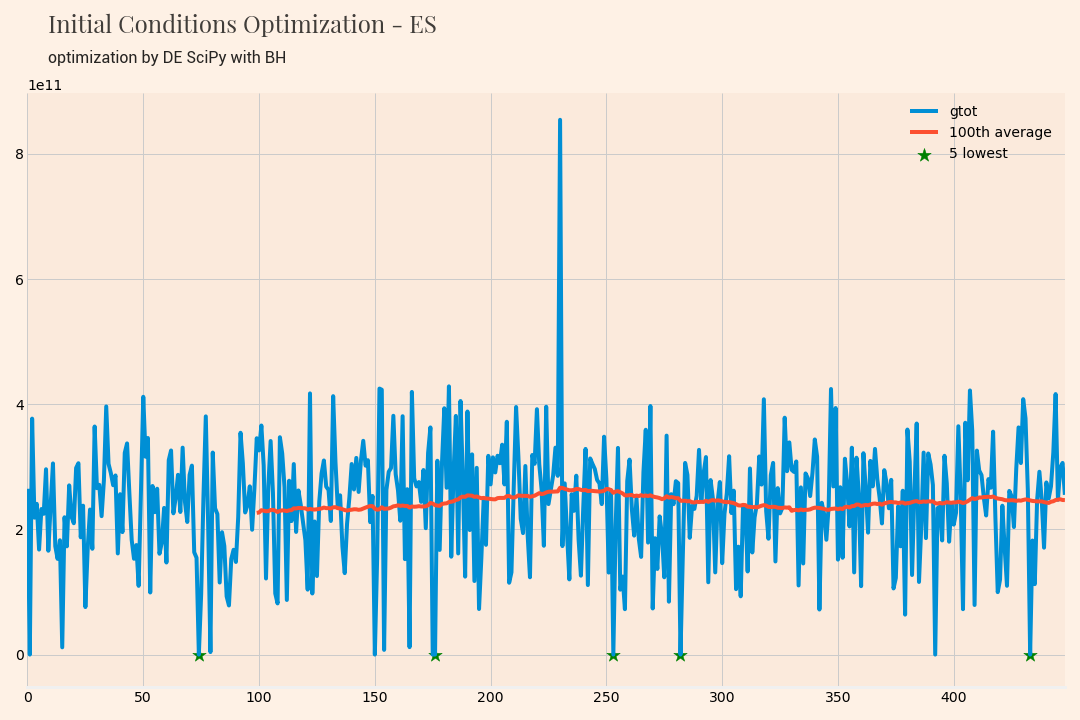 Initial Conditions Optimization - ES
optimization by DE SciPy with BH
1e11
gtot
100th average
5 lowest
8
6
4
2
0
0 50 100 150 200 250 300 350 400